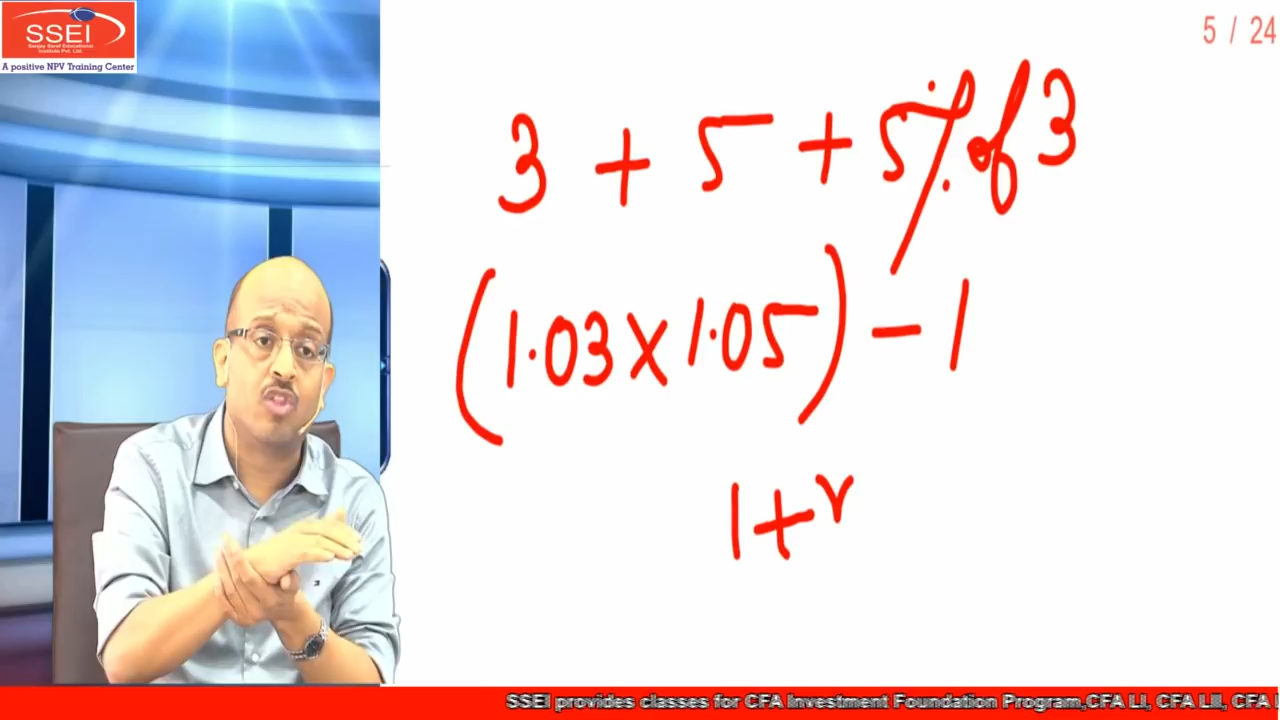 SSEI
Sanjay Saraf Educational
Institute Pvt. Ltd.
A positive NPV Training Center
5 / 24
3 + 5 + 5% of 3
(1.03 x 1.05) - 1
1 + r
SSEI provides classes for CFA Investment Foundation Program,CFA LI, CFA LII, CFA